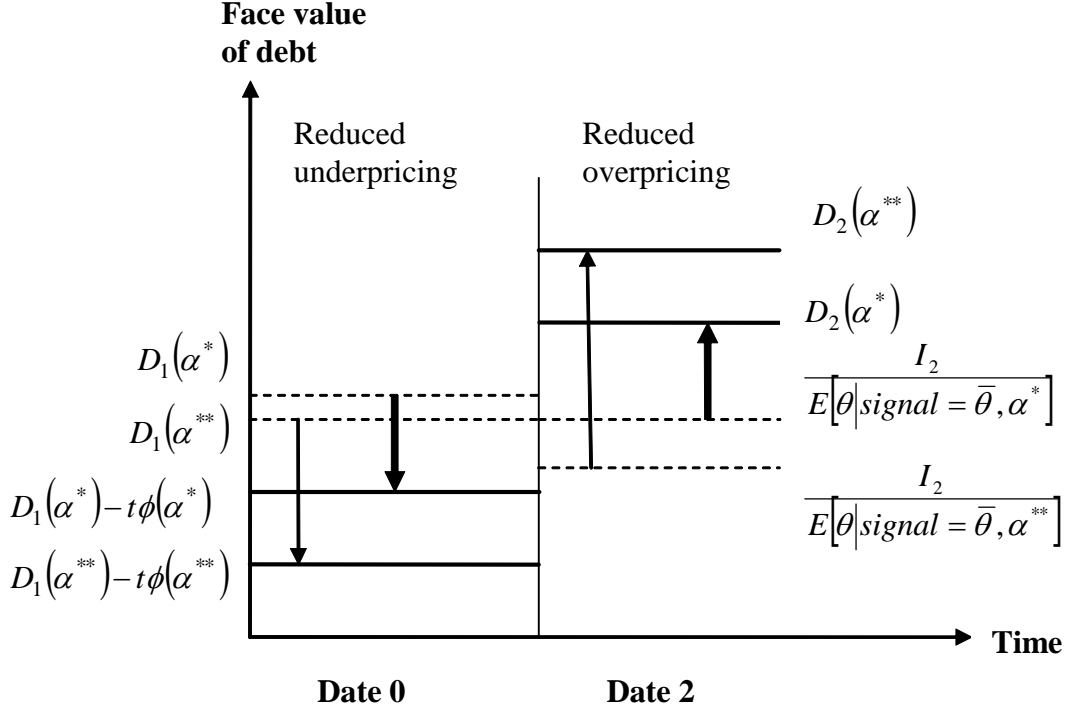 Face value
of debt
Reduced
underpricing
Reduced
overpricing
D₂(α**)
D₂(α*)
D₁(α*)
I₂
E[θ|signal = θ̅, α*]
D₁(α**)
I₂
E[θ|signal = θ̅, α**]
D₁(α*) − tϕ(α*)
D₁(α**) − tϕ(α**)
Time
Date 0
Date 2